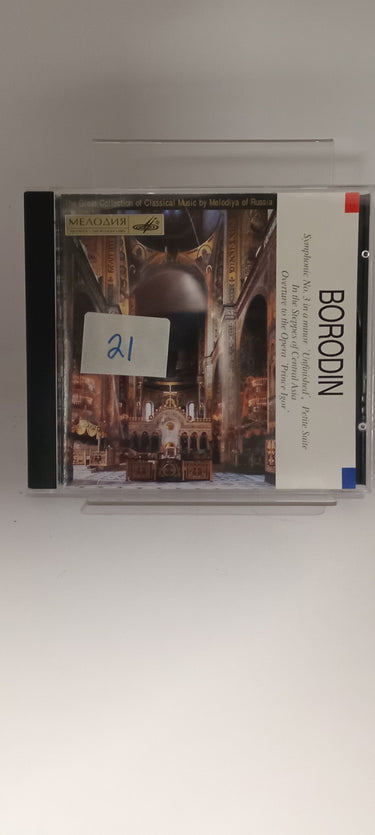 The Great Collection of Classical Music by Melodiya of Russia
МЕЛОДИЯ
21
BORODIN
Symphonie No. 3 in a minor 'Unfinished', Petite Suite
In the Steppes of Central Asia
Overture to the Opera 'Prince Igor'